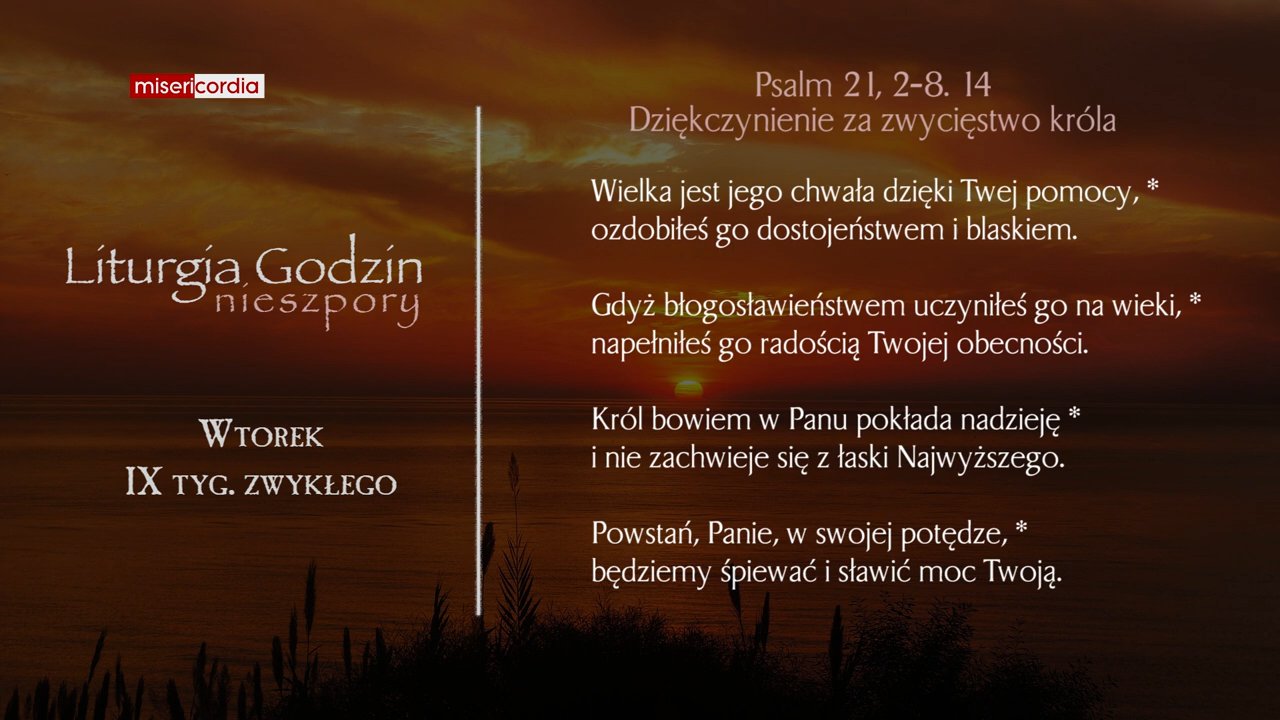 misericordia
Liturgia Godzin
nieszpory
Wtorek
IX tyg. zwykłego
Psalm 21, 2-8. 14
Dziękczynienie za zwycięstwo króla
Wielka jest jego chwała dzięki Twej pomocy, *
ozdobiłeś go dostojeństwem i blaskiem.
Gdyż błogosławieństwem uczyniłeś go na wieki, *
napełniłeś go radością Twojej obecności.
Król bowiem w Panu pokłada nadzieję *
i nie zachwieje się z łaski Najwyższego.
Powstań, Panie, w swojej potędze, *
będziemy śpiewać i sławić moc Twoją.